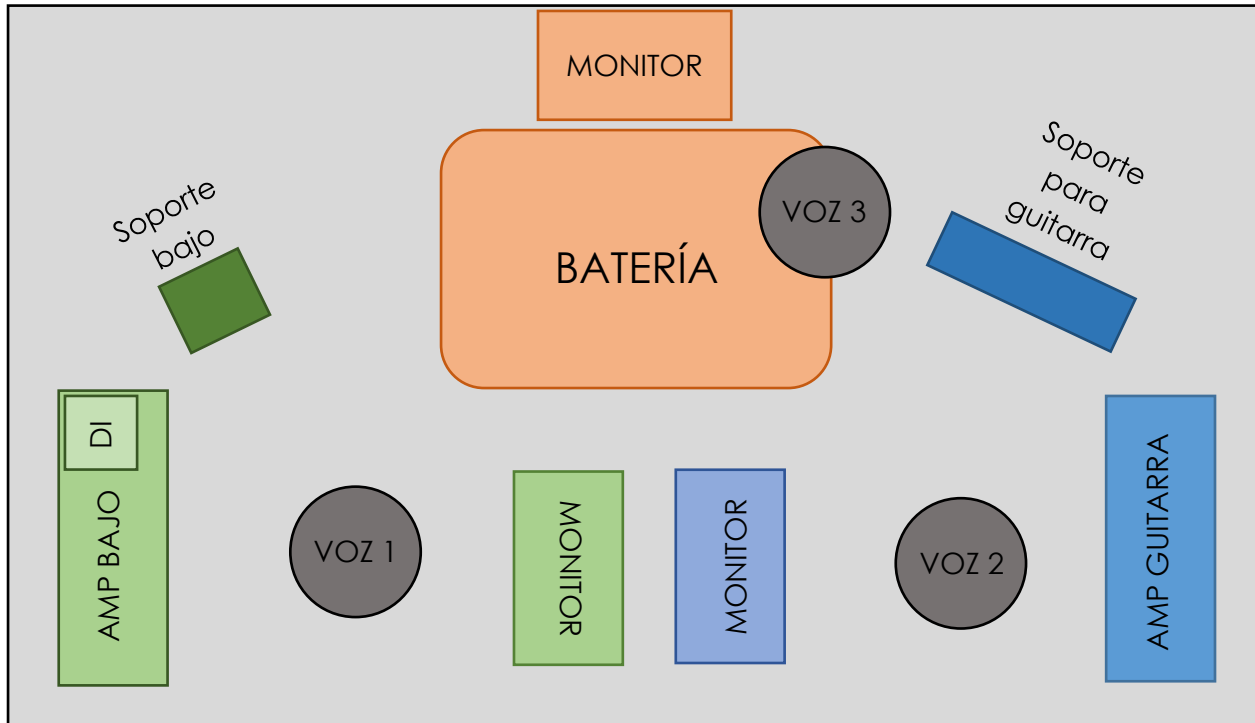 MONITOR
Soporte
para
guitarra
Soporte
bajo
VOZ 3
BATERÍA
DI
AMP BAJO
VOZ 1
MONITOR
MONITOR
VOZ 2
AMP GUITARRA